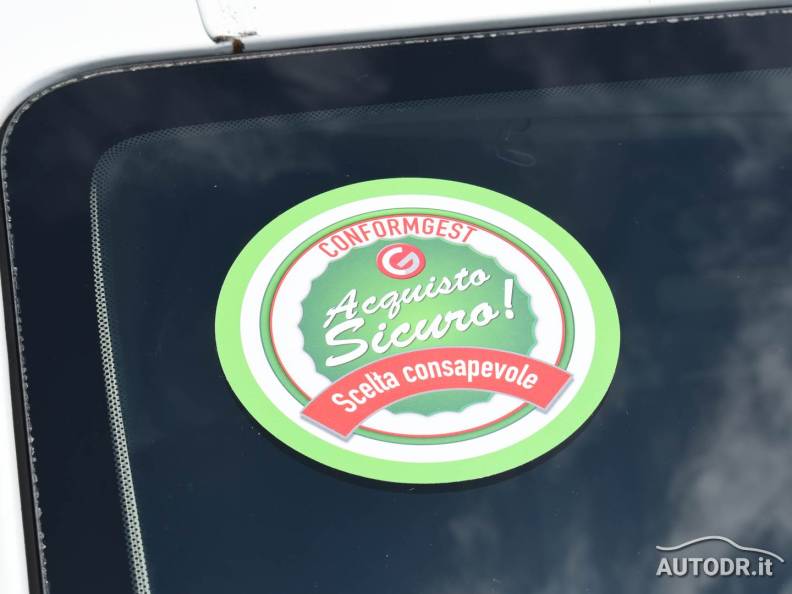 CONFORMGEST
G
Acquisto
Sicuro!
Scelta consapevole
AUTODR.it